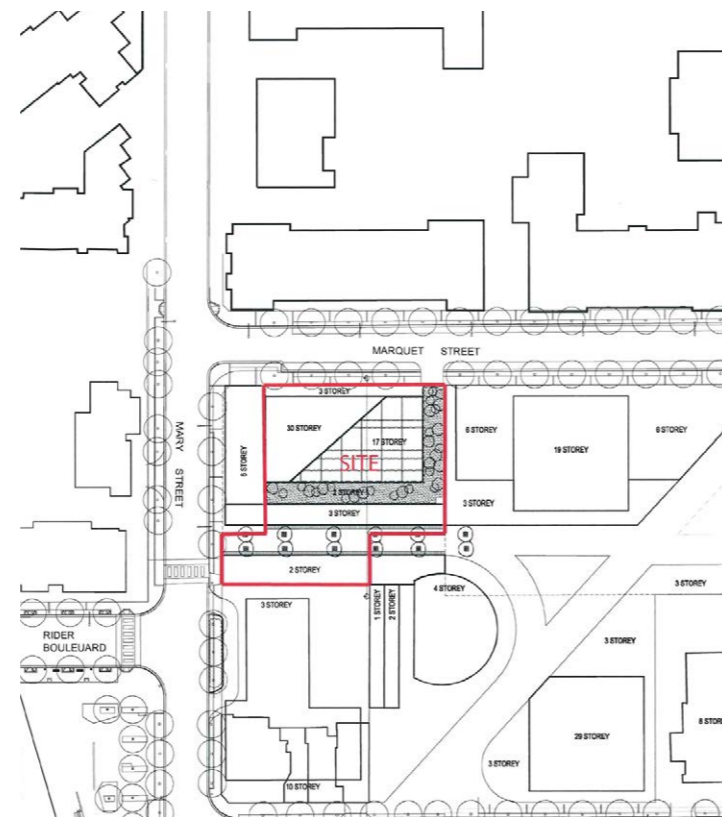 MARQUET STREET
3 STOREY
30 STOREY
17 STOREY
SITE
5 STOREY
2 STOREY
3 STOREY
6 STOREY
19 STOREY
6 STOREY
3 STOREY
MARY STREET
2 STOREY
RIDER
BOULEUARD
3 STOREY
1 STOREY
2 STOREY
4 STOREY
3 STOREY
3 STOREY
29 STOREY
8 STOR
3 STOREY
10 STOREY